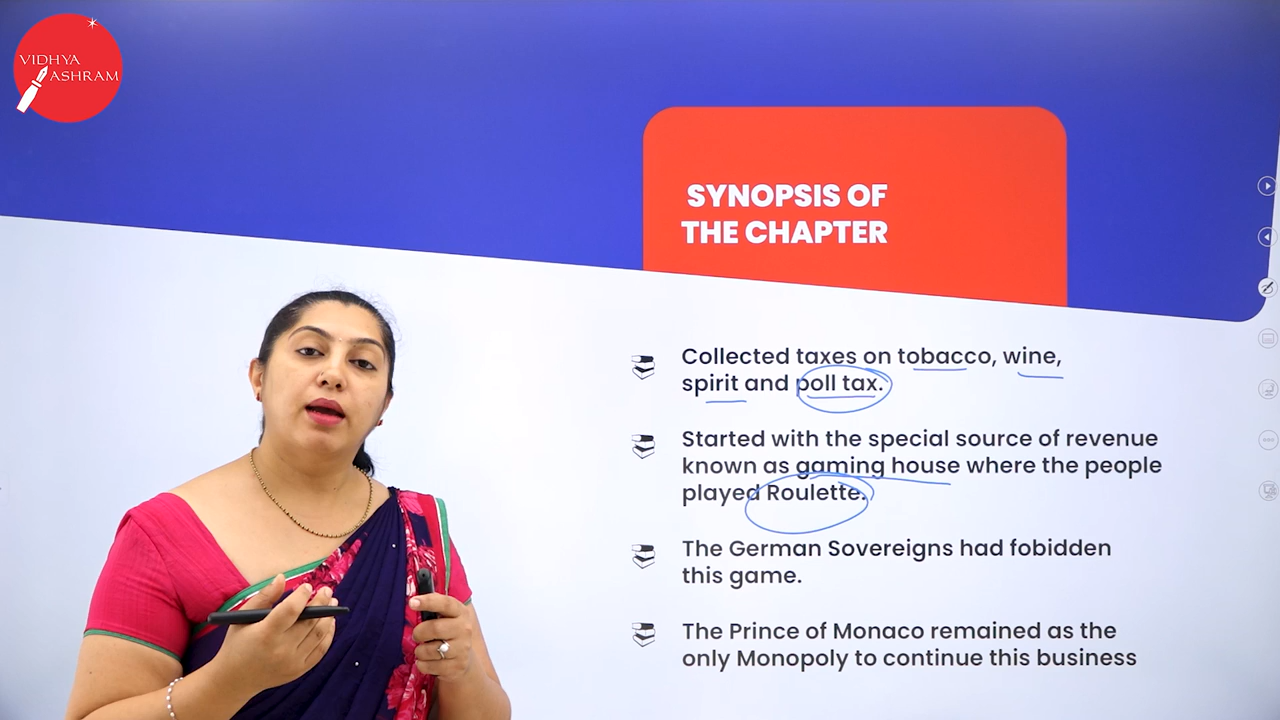 VIDHYA
ASHRAM
SYNOPSIS OF
THE CHAPTER
Collected taxes on tobacco, wine,
spirit and poll tax.
Started with the special source of revenue
known as gaming house where the people
played Roulette.
The German Sovereigns had fobidden
this game.
The Prince of Monaco remained as the
only Monopoly to continue this business